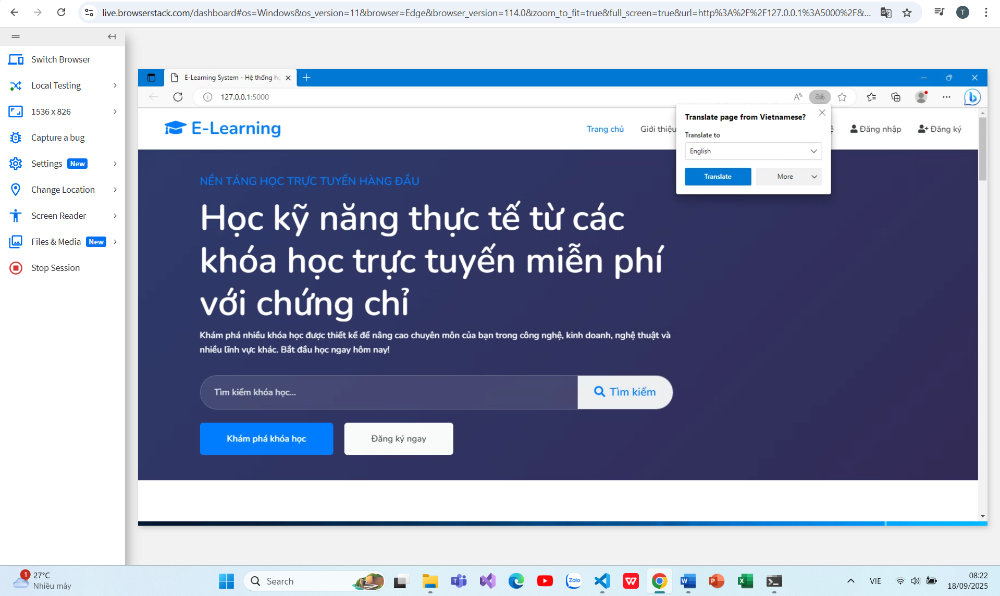 live.browserstack.com/dashboard#os=Windows&os_version=11&browser=Edge&browser_version=114.0&zoom_to_fit=true&full_screen=true&url=http%3A%2F%2F127.0.0.1%3A5000%2F&...
T
Switch Browser
Local Testing
1536 x 826
Capture a bug
Settings New
Change Location
Screen Reader
Files & Media New
Stop Session
E-Learning System - Hệ thống họ
127.0.0.1:5000
Translate page from Vietnamese?
Translate to
English
Translate
More
E-Learning
Trang chủ
Giới thiệu
Đăng nhập
Đăng ký
NỀN TẢNG HỌC TRỰC TUYẾN HÀNG ĐẦU
Học kỹ năng thực tế từ các
khóa học trực tuyến miễn phí
với chứng chỉ
Khám phá nhiều khóa học được thiết kế để nâng cao chuyên môn của bạn trong công nghệ, kinh doanh, nghệ thuật và
nhiều lĩnh vực khác. Bắt đầu học ngay hôm nay!
Tìm kiếm khóa học...
Tìm kiếm
Khám phá khóa học
Đăng ký ngay
1
27°C
Nhiều mây
Search
Zalo
VIE
08:22
18/09/2025